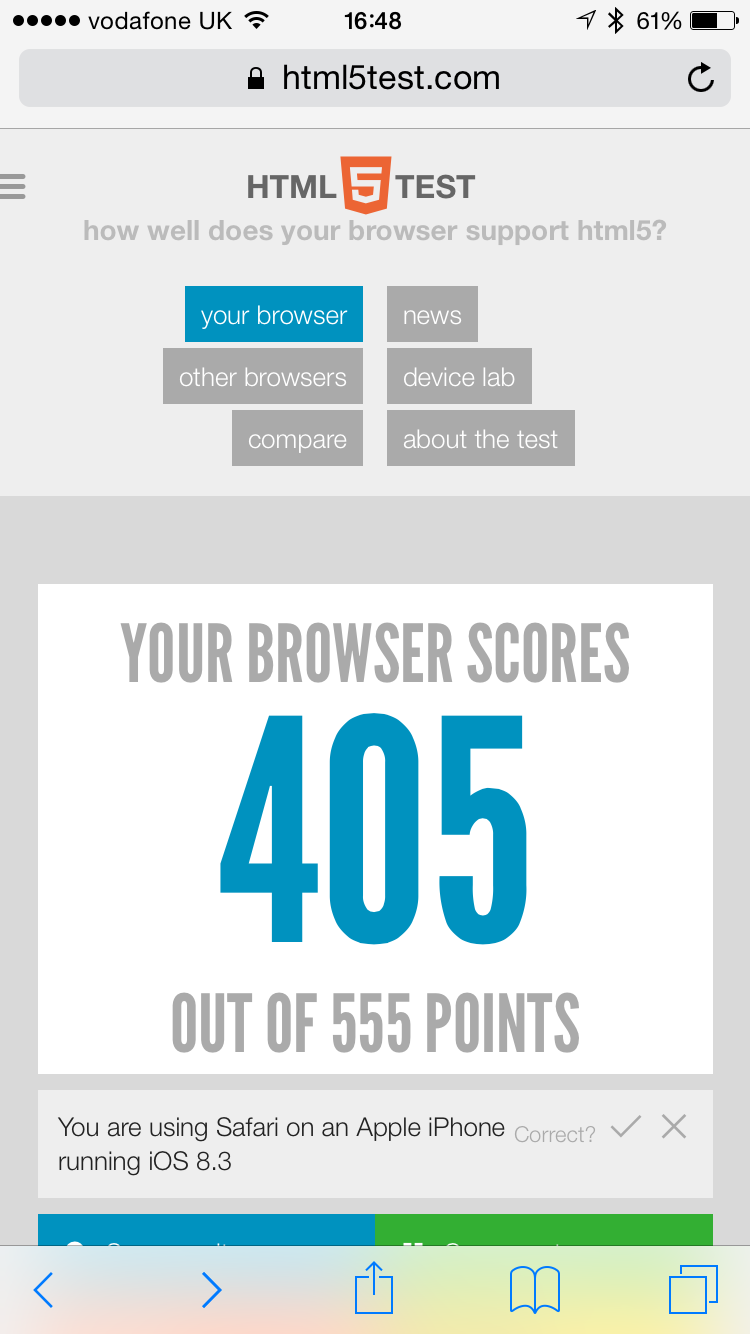 vodafone UK 16:48 61%
html5test.com
HTML 5 TEST
how well does your browser support html5?
your browser news
other browsers device lab
compare about the test
YOUR BROWSER SCORES
405
OUT OF 555 POINTS
You are using Safari on an Apple iPhone Correct?
running iOS 8.3